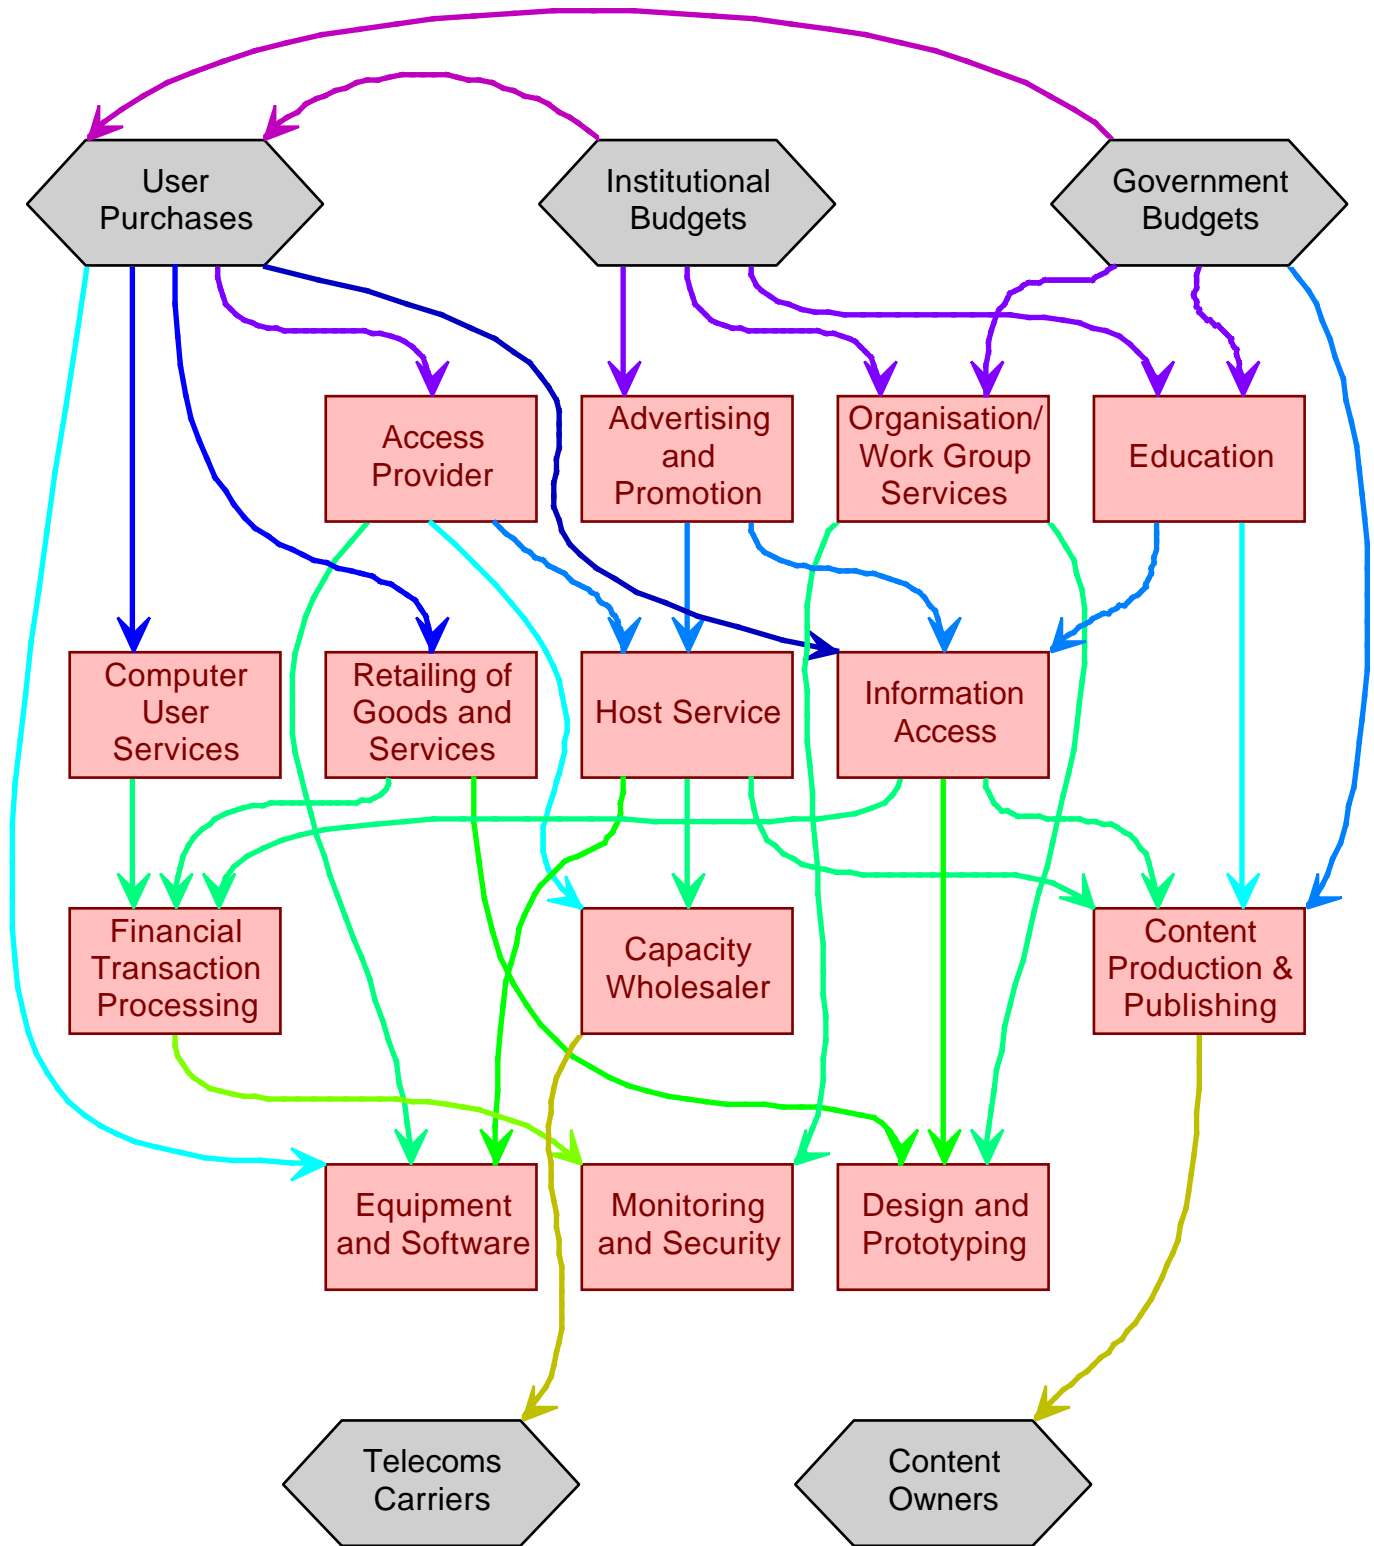 User
Purchases
Institutional
Budgets
Government
Budgets
Access
Provider
Advertising
and
Promotion
Organisation/
Work Group
Services
Education
Computer
User
Services
Retailing of
Goods and
Services
Host Service
Information
Access
Financial
Transaction
Processing
Capacity
Wholesaler
Content
Production &
Publishing
Equipment
and Software
Monitoring
and Security
Design and
Prototyping
Telecoms
Carriers
Content
Owners